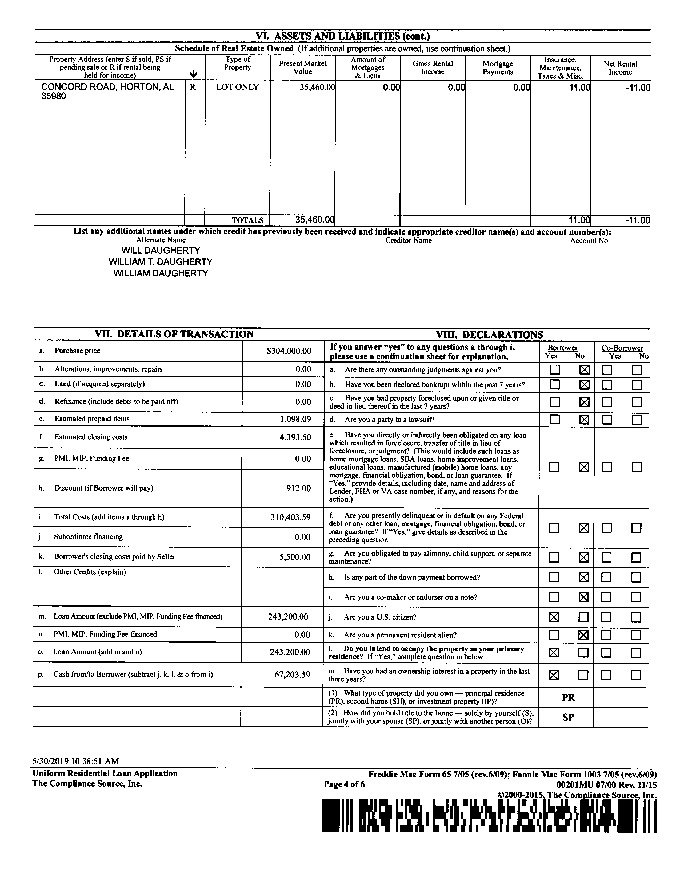 VI. ASSETS AND LIABILITIES (cont.)
Schedule of Real Estate Owned (If additional properties are owned, use continuation sheet.)
Property Address (enter S if sold, PS if pending sale or R if rental being held for income) Type of Property Present Market Value Amount of Mortgages & Liens Gross Rental Income Mortgage Payments Insurance, Maintenance, Taxes & Misc. Net Rental Income
CONCORD ROAD, HORTON, AL R LOT ONLY 35,460.00 0.00 0.00 0.00 11.00 -11.00
35980
TOTALS 35,460.00 11.00 -11.00
List any additional names under which credit has previously been received and indicate appropriate creditor name(s) and account number(s):
Alternate Name Creditor Name Account No
WILL DAUGHERTY
WILLIAM T. DAUGHERTY
WILLIAM DAUGHERTY
VII. DETAILS OF TRANSACTION
a. Purchase price $304,000.00
b. Alterations, improvements, repairs 0.00
c. Land (if acquired separately) 0.00
d. Refinance (include debts to be paid off) 0.00
e. Estimated prepaid items 1,098.09
f. Estimated closing costs 4,393.50
g. PMI, MIP, Funding Fee 0.00
h. Discount (if Borrower will pay) 912.00
i. Total Costs (add items a through h) 310,403.59
j. Subordinate financing
k. Borrower's closing costs paid by Seller 5,500.00
l. Other Credits (explain)
m. Loan Amount (exclude PMI, MIP, Funding Fee financed) 243,200.00
n. PMI, MIP, Funding Fee financed 0.00
o. Loan Amount (add m and n) 243,200.00
p. Cash from/to Borrower (subtract j, k, l, & o from i) 67,203.59
VIII. DECLARATIONS
If you answer "yes" to any questions a through i, Borrower Co-Borrower
please use a continuation sheet for explanation. Yes No Yes No
a. Are there any outstanding judgments against you?
b. Have you been declared bankrupt within the past 7 years?
c. Have you had property foreclosed upon or given title or
deed in lieu thereof in the last 7 years?
d. Are you a party to a lawsuit?
e. Have you directly or indirectly been obligated on any loan
which resulted in foreclosure, transfer of title in lieu of
foreclosure, or judgment? (This would include such loans as
home mortgage loans, SBA loans, home improvement loans,
educational loans, manufactured (mobile) home loans, any
mortgage, financial obligation, bond, or loan guarantee. If
"Yes," provide details, including date, name and address of
Lender, FHA or VA case number, if any, and reasons for the
action.)
f. Are you presently delinquent or in default on any Federal
debt or any other loan, mortgage, financial obligation, bond, or
loan guarantee? If "Yes," give details as described in the
preceding question.
g. Are you obligated to pay alimony, child support, or separate
maintenance?
h. Is any part of the down payment borrowed?
i. Are you a co-maker or endorser on a note?
j. Are you a U.S. citizen?
k. Are you a permanent resident alien?
l. Do you intend to occupy the property as your primary
residence? If "Yes," complete question m below.
m. Have you had an ownership interest in a property in the last
three years?
(1) What type of property did you own — principal residence
(PR), second home (SH), or investment property (IP)? PR
(2) How did you hold title to the home — solely by yourself (S),
jointly with your spouse (SP), or jointly with another person (O)? SP
5/30/2019 10:38:51 AM
Uniform Residential Loan Application Freddie Mac Form 65 7/05 (rev.6/09); Fannie Mae Form 1003 7/05 (rev.6/09)
The Compliance Source, Inc. Page 4 of 6 00201MU 07/00 Rev. 11/15
©2000-2015, The Compliance Source, Inc.